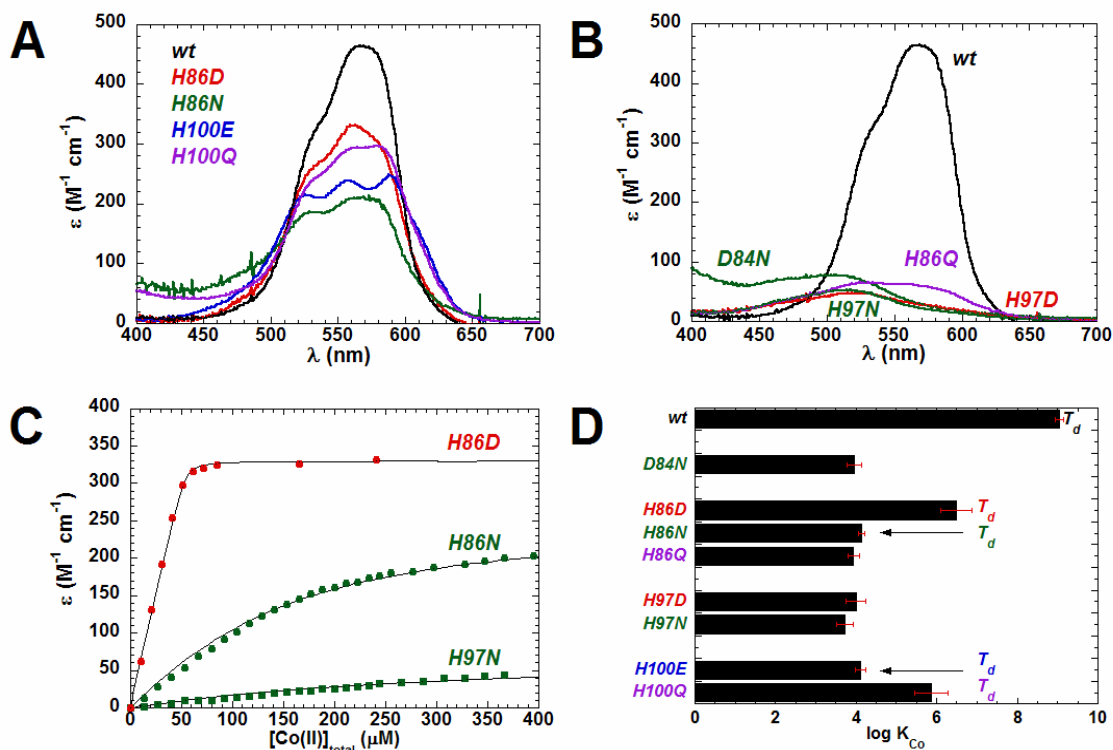 A
wt
H86D
H86N
H100E
H100Q
500
400
300
200
100
0
ε (M⁻¹ cm⁻¹)
400 450 500 550 600 650 700
λ (nm)
B
wt
D84N
H86Q
H97D
H97N
500
400
300
200
100
0
ε (M⁻¹ cm⁻¹)
400 450 500 550 600 650 700
λ (nm)
C
H86D
H86N
H97N
400
350
300
250
200
150
100
50
0
ε (M⁻¹ cm⁻¹)
0 50 100 150 200 250 300 350 400
[Co(II)]total (μM)
D
wt Td
D84N
H86D Td
H86N Td
H86Q
H97D
H97N
H100E Td
H100Q Td
0 2 4 6 8 10
log KCo